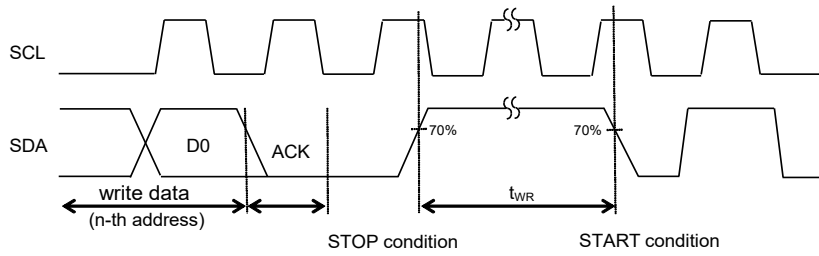 SCL
SDA
D0
ACK
70%
70%
write data
(n-th address)
tWR
STOP condition
START condition